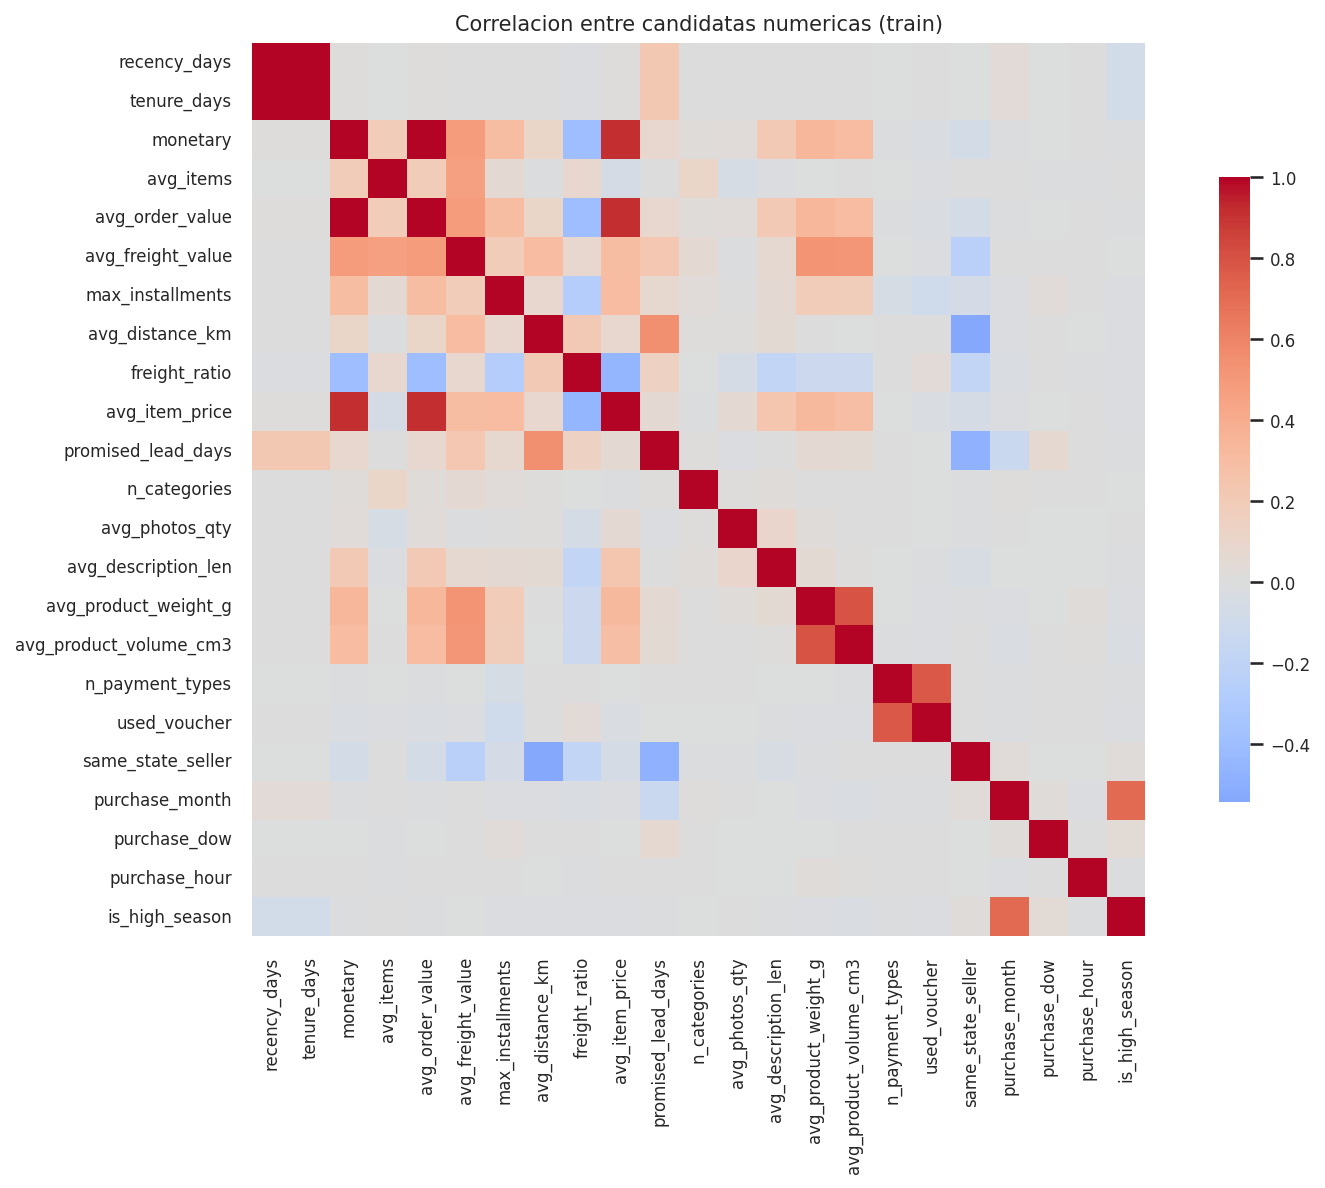 Correlacion entre candidatas numericas (train)
recency_days
tenure_days
monetary
avg_items
avg_order_value
avg_freight_value
max_installments
avg_distance_km
freight_ratio
avg_item_price
promised_lead_days
n_categories
avg_photos_qty
avg_description_len
avg_product_weight_g
avg_product_volume_cm3
n_payment_types
used_voucher
same_state_seller
purchase_month
purchase_dow
purchase_hour
is_high_season
recency_days
tenure_days
monetary
avg_items
avg_order_value
avg_freight_value
max_installments
avg_distance_km
freight_ratio
avg_item_price
promised_lead_days
n_categories
avg_photos_qty
avg_description_len
avg_product_weight_g
avg_product_volume_cm3
n_payment_types
used_voucher
same_state_seller
purchase_month
purchase_dow
purchase_hour
is_high_season
1.0
0.8
0.6
0.4
0.2
0.0
−0.2
−0.4